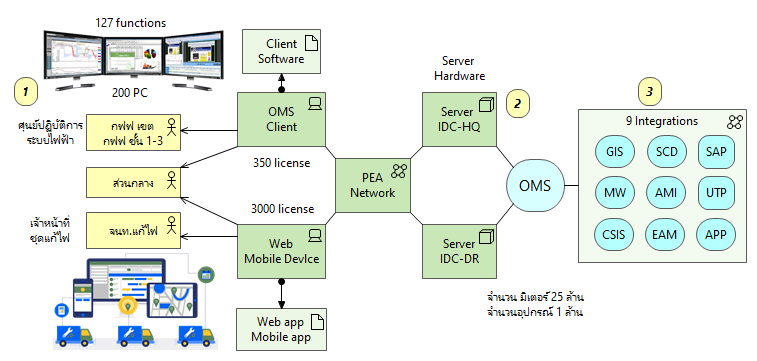 127 functions
200 PC
1
ศูนย์ปฏิบัติการ
ระบบไฟฟ้า
กฟฟ เขต
กฟฟ ชั้น 1-3
ส่วนกลาง
เจ้าหน้าที่
ชุดแก้ไฟ
จนท.แก้ไฟ
Client
Software
OMS
Client
350 license
3000 license
Web
Mobile Device
Web app
Mobile app
PEA
Network
Server
Hardware
Server
IDC-HQ
2
Server
IDC-DR
OMS
จำนวน มิเตอร์ 25 ล้าน
จำนวนอุปกรณ์ 1 ล้าน
3
9 Integrations
GIS SCD SAP
MW AMI UTP
CSIS EAM APP